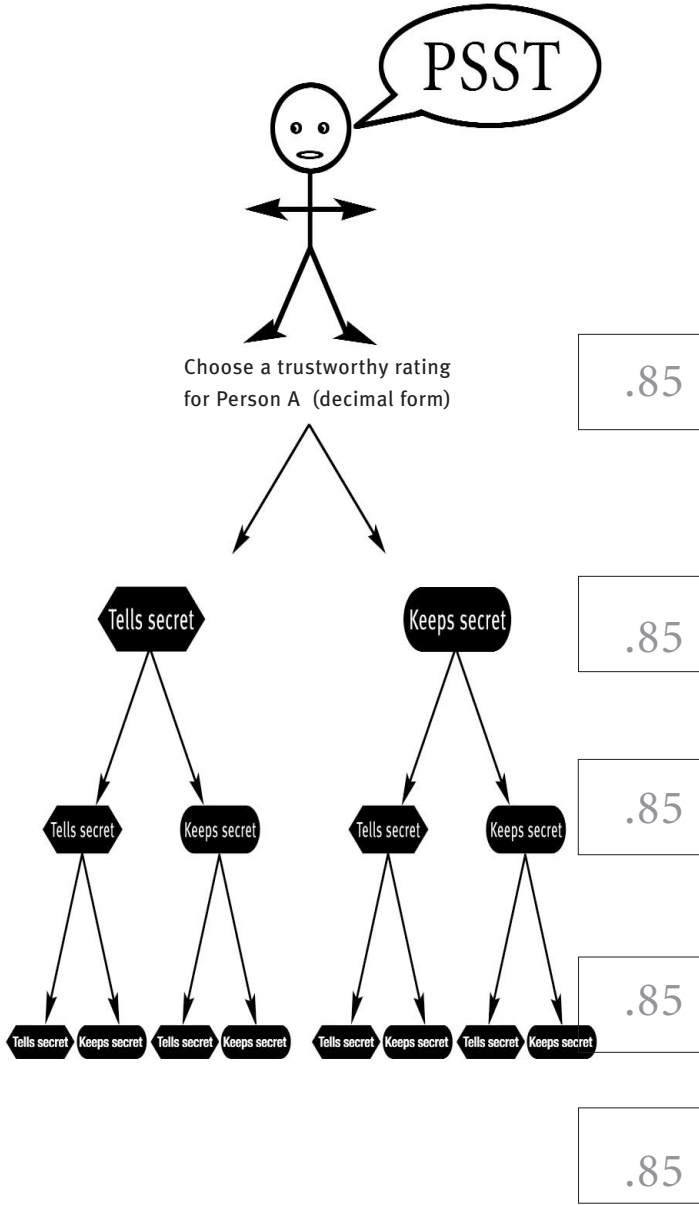 PSST
Choose a trustworthy rating
for Person A (decimal form)
.85
Tells secret
Keeps secret
.85
Tells secret
Keeps secret
Tells secret
Keeps secret
.85
Tells secret
Keeps secret
Tells secret
Keeps secret
Tells secret
Keeps secret
Tells secret
Keeps secret
.85
.85